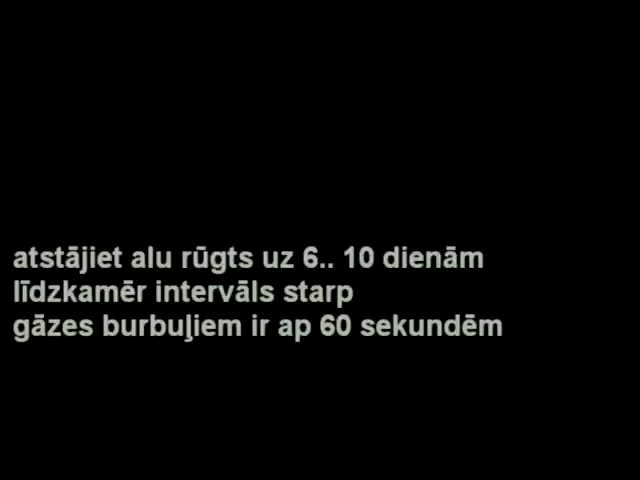 atstājiet alu rūgts uz 6.. 10 dienām
līdzkamēr intervāls starp
gāzes burbuļiem ir ap 60 sekundēm